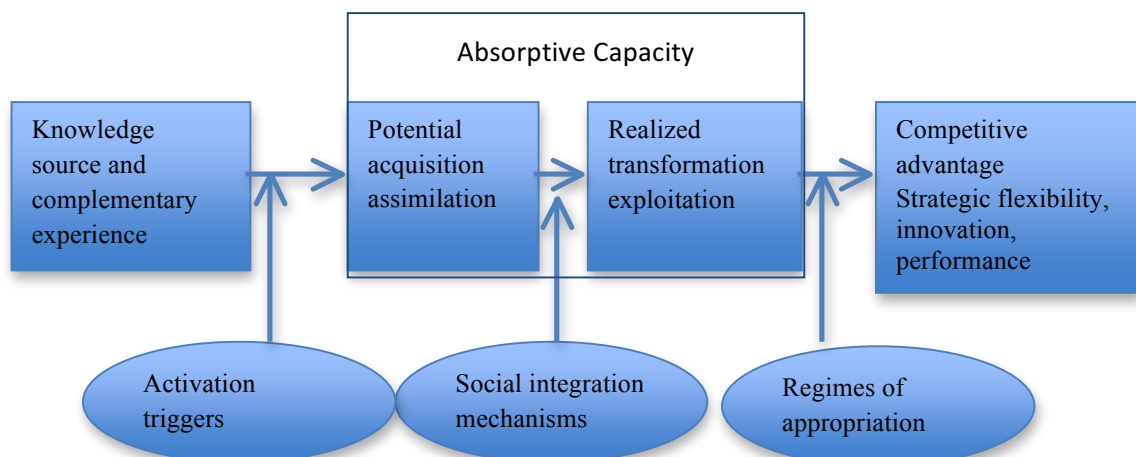 Absorptive Capacity
Knowledge
source and
complementary
experience
Potential
acquisition
assimilation
Realized
transformation
exploitation
Competitive
advantage
Strategic flexibility,
innovation,
performance
Activation
triggers
Social integration
mechanisms
Regimes of
appropriation